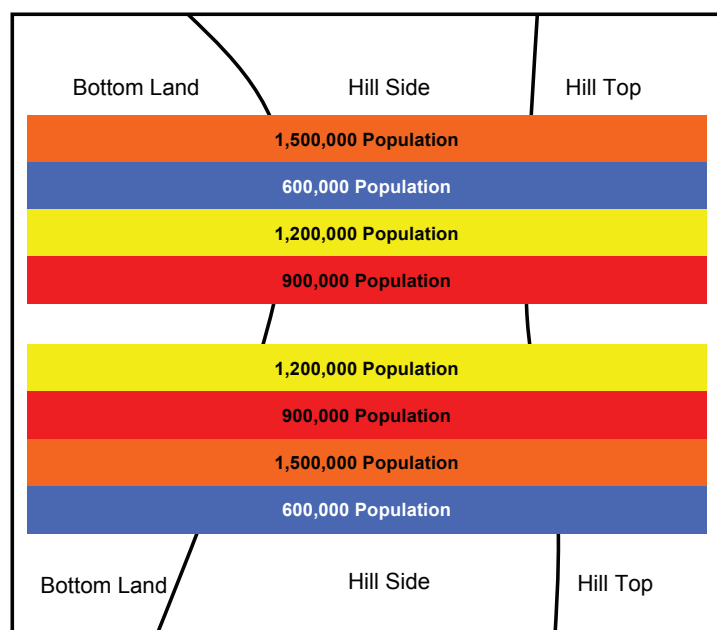 Bottom Land Hill Side Hill Top
1,500,000 Population
600,000 Population
1,200,000 Population
900,000 Population
1,200,000 Population
900,000 Population
1,500,000 Population
600,000 Population
Bottom Land Hill Side Hill Top